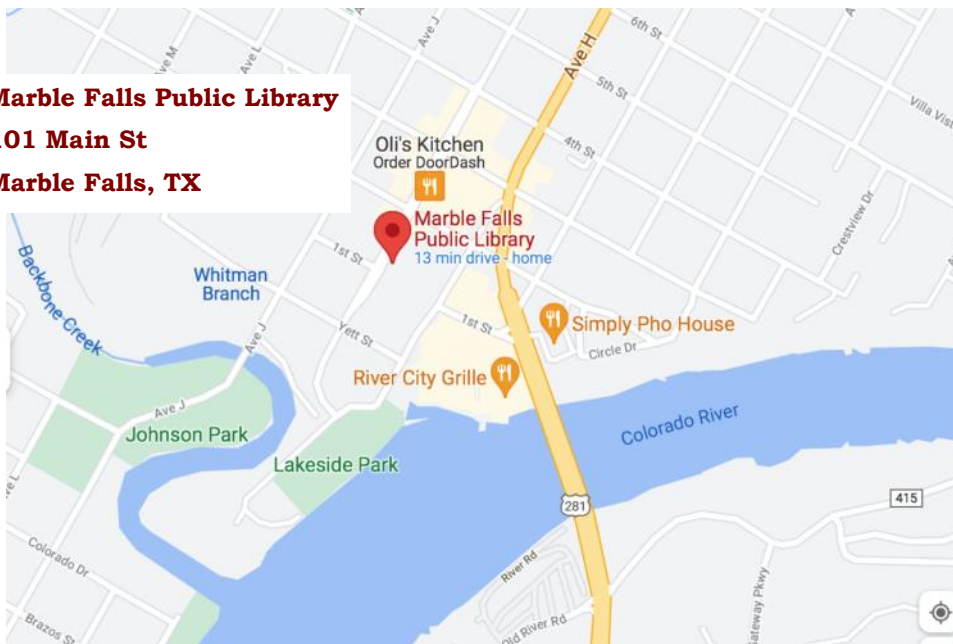 Marble Falls Public Library
101 Main St
Marble Falls, TX
Ave M
Ave L
Ave J
Ave H
6th St
5th St
4th St
Villa Vist
Crestview Dr
Oli's Kitchen
Order DoorDash
Marble Falls
Public Library
13 min drive - home
1st St
Whitman
Branch
Backbone Creek
Ave J
Yett St
1st St
Simply Pho House
Circle Dr
River City Grille
Ave J
Johnson Park
Lakeside Park
Colorado River
281
415
Colorado Dr
Brazos St
River Rd
Old River Rd
Gateway Pkwy